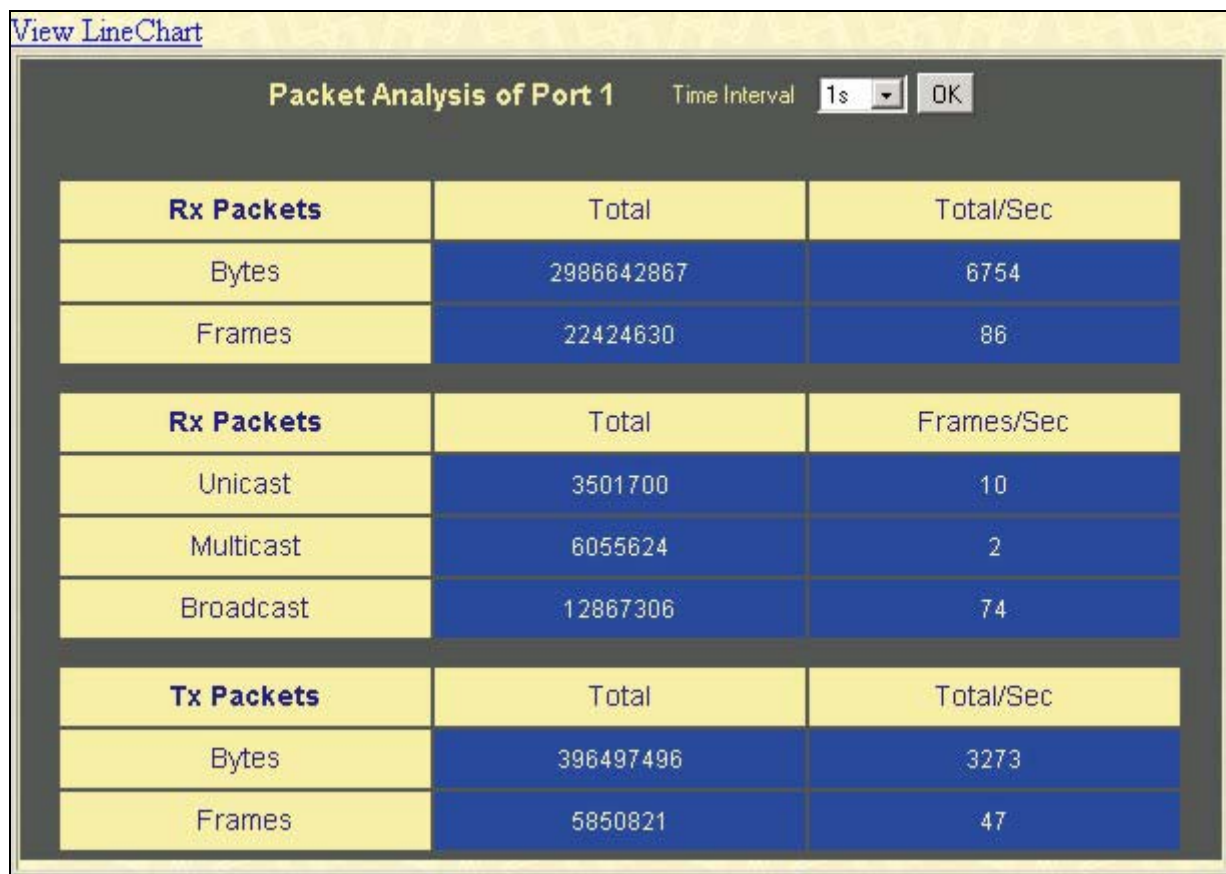 View LineChart
Packet Analysis of Port 1 Time Interval 1s OK
Rx Packets Total Total/Sec
Bytes 2986642867 6754
Frames 22424630 86
Rx Packets Total Frames/Sec
Unicast 3501700 10
Multicast 6055624 2
Broadcast 12867306 74
Tx Packets Total Total/Sec
Bytes 396497496 3273
Frames 5850821 47